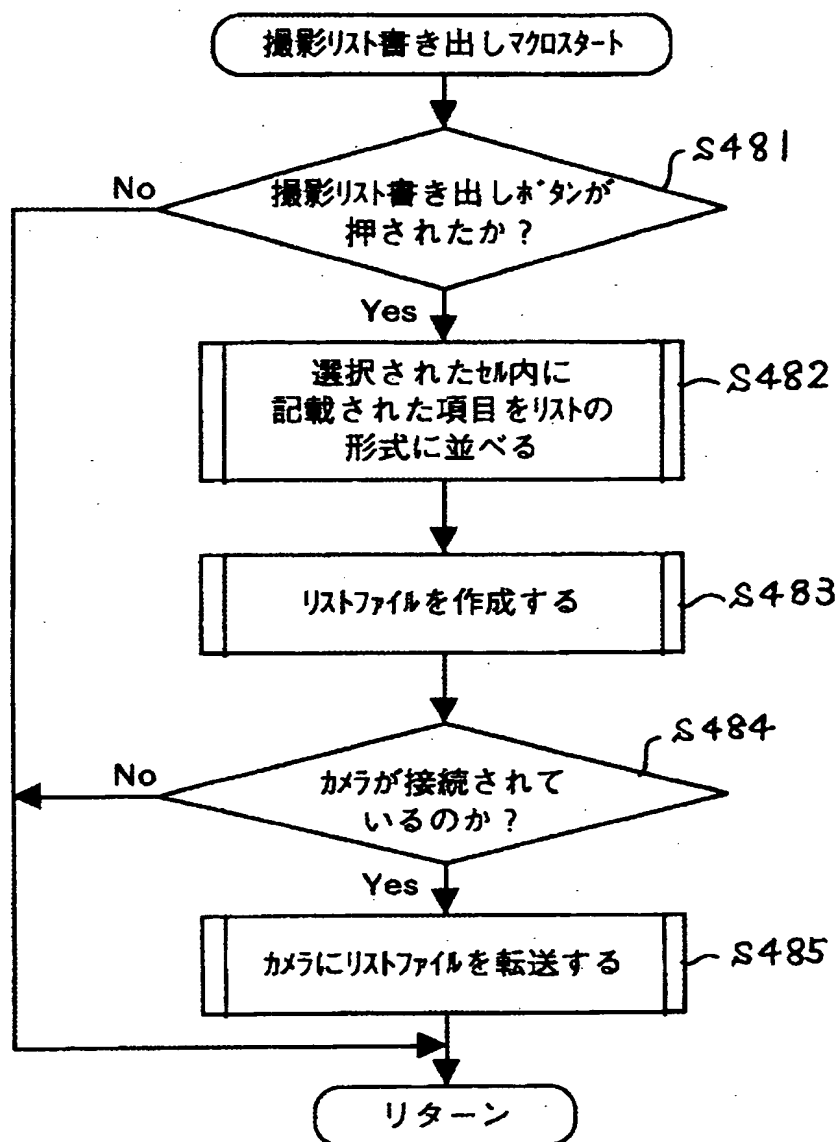 撮影リスト書き出しマクロスタート
S481
No
撮影リスト書き出しボタンが
押されたか？
Yes
選択されたセル内に
記載された項目をリストの
形式に並べる
S482
リストファイルを作成する
S483
S484
No
カメラが接続されて
いるのか？
Yes
カメラにリストファイルを転送する
S485
リターン